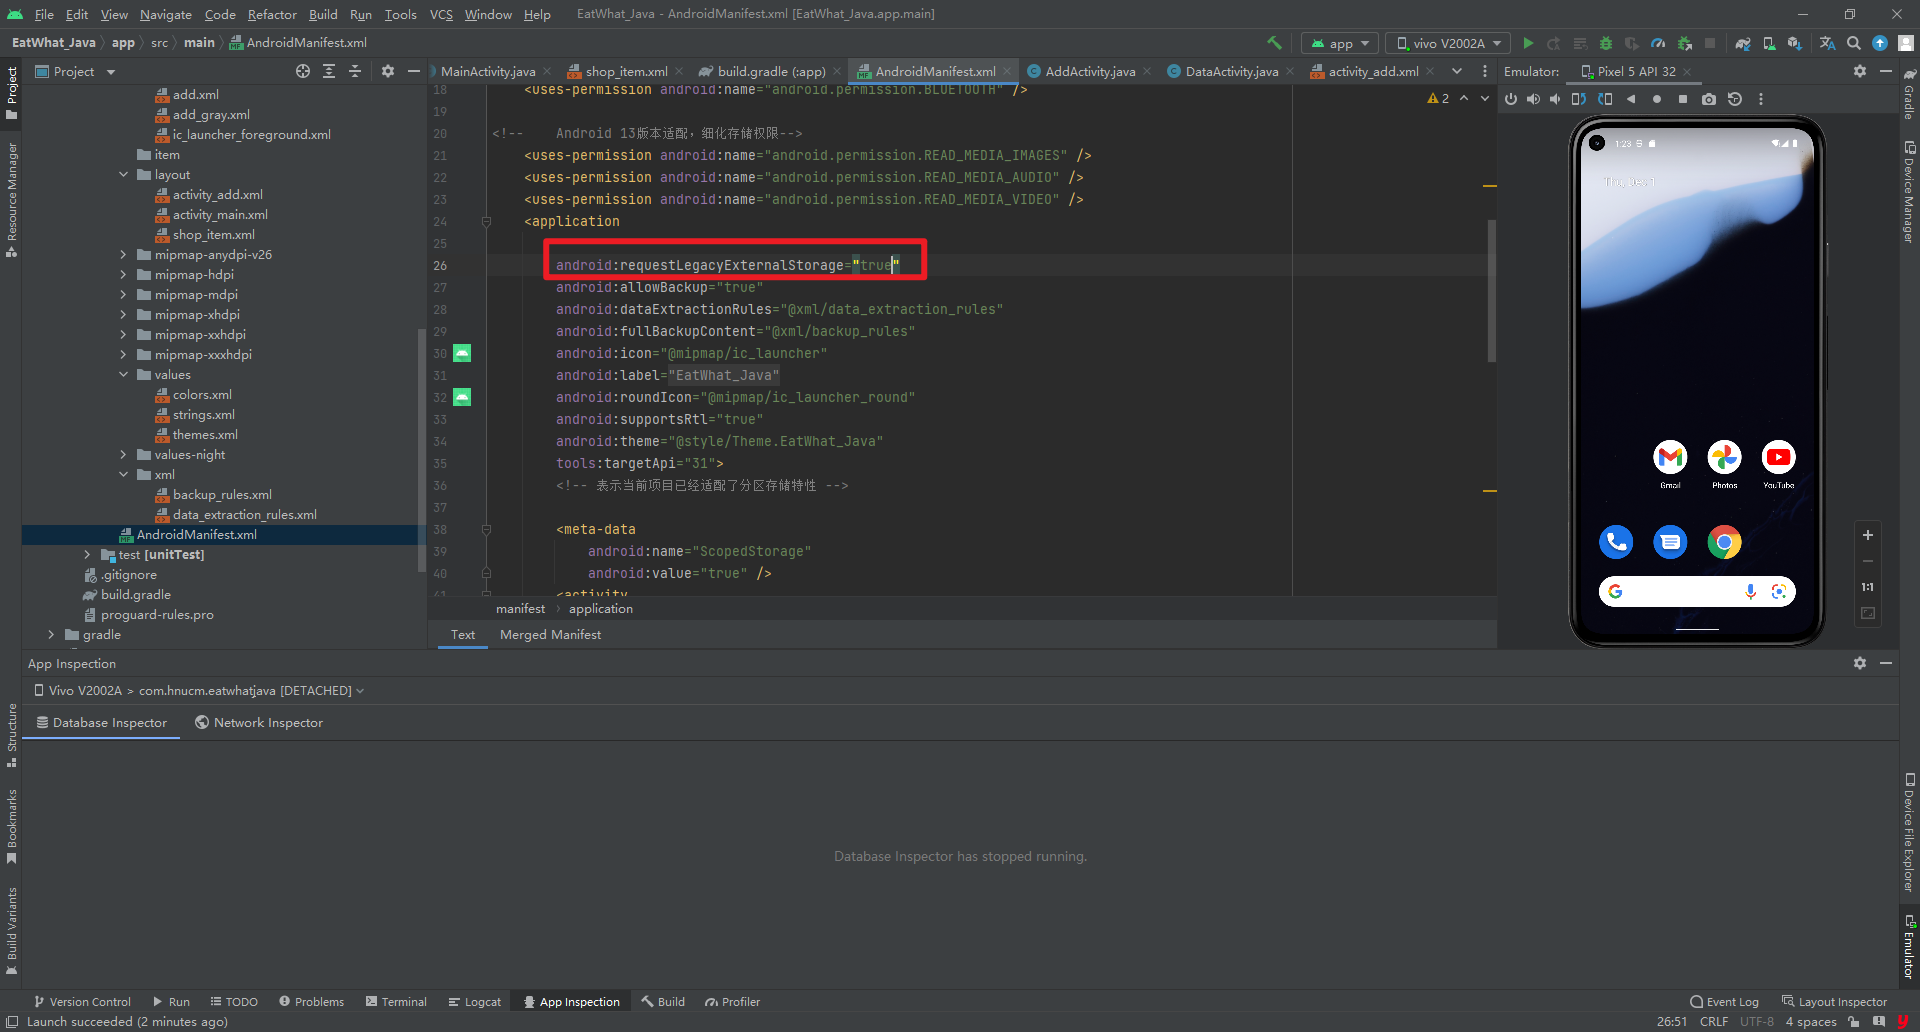 File Edit View Navigate Code Refactor Build Run Tools VCS Window Help EatWhat_Java - AndroidManifest.xml [EatWhat_Java.app.main]
EatWhat_Java app src main AndroidManifest.xml app vivo V2002A
Project
MainActivity.java shop_item.xml build.gradle (:app) AndroidManifest.xml AddActivity.java DataActivity.java activity_add.xml
Emulator: Pixel 5 API 32
Project
Resource Manager
Structure
Bookmarks
Build Variants
add.xml
add_gray.xml
ic_launcher_foreground.xml
item
layout
activity_add.xml
activity_main.xml
shop_item.xml
mipmap-anydpi-v26
mipmap-hdpi
mipmap-mdpi
mipmap-xhdpi
mipmap-xxhdpi
mipmap-xxxhdpi
values
colors.xml
strings.xml
themes.xml
values-night
xml
backup_rules.xml
data_extraction_rules.xml
AndroidManifest.xml
test [unitTest]
.gitignore
build.gradle
proguard-rules.pro
gradle
2
18 <uses-permission android:name="android.permission.BLUETOOTH" />
19
20 <!-- Android 13版本适配，细化存储权限-->
21 <uses-permission android:name="android.permission.READ_MEDIA_IMAGES" />
22 <uses-permission android:name="android.permission.READ_MEDIA_AUDIO" />
23 <uses-permission android:name="android.permission.READ_MEDIA_VIDEO" />
24 <application
25
26 android:requestLegacyExternalStorage="true"
27 android:allowBackup="true"
28 android:dataExtractionRules="@xml/data_extraction_rules"
29 android:fullBackupContent="@xml/backup_rules"
30 android:icon="@mipmap/ic_launcher"
31 android:label="EatWhat_Java"
32 android:roundIcon="@mipmap/ic_launcher_round"
33 android:supportsRtl="true"
34 android:theme="@style/Theme.EatWhat_Java"
35 tools:targetApi="31">
36 <!-- 表示当前项目已经适配了分区存储特性 -->
37
38 <meta-data
39 android:name="ScopedStorage"
40 android:value="true" />
41 <activity
manifest application
Text Merged Manifest
1:23
Thu, Dec 1
Gmail Photos YouTube
1:1
Gradle
Device Manager
Device File Explorer
Emulator
App Inspection
Vivo V2002A > com.hnucm.eatwhatjava [DETACHED]
Database Inspector Network Inspector
Database Inspector has stopped running.
Version Control Run TODO Problems Terminal Logcat App Inspection Build Profiler Event Log Layout Inspector
Launch succeeded (2 minutes ago) 26:51 CRLF UTF-8 4 spaces